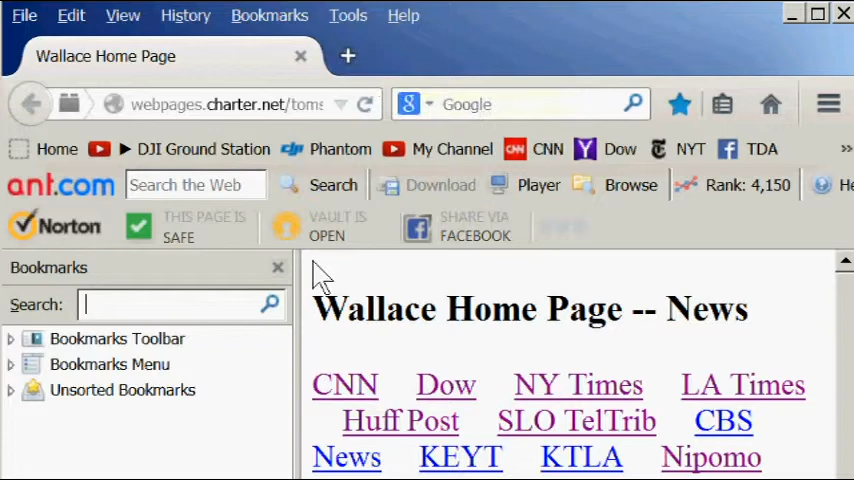 File Edit View History Bookmarks Tools Help
Wallace Home Page
webpages.charter.net/toms Google
Home DJI Ground Station Phantom My Channel CNN Dow NYT TDA
ant.com Search the Web Search Download Player Browse Rank: 4,150 He
Norton THIS PAGE IS SAFE VAULT IS OPEN SHARE VIA FACEBOOK
Bookmarks
Search:
Bookmarks Toolbar
Bookmarks Menu
Unsorted Bookmarks
Wallace Home Page -- News
CNN Dow NY Times LA Times
Huff Post SLO TelTrib CBS
News KEYT KTLA Nipomo